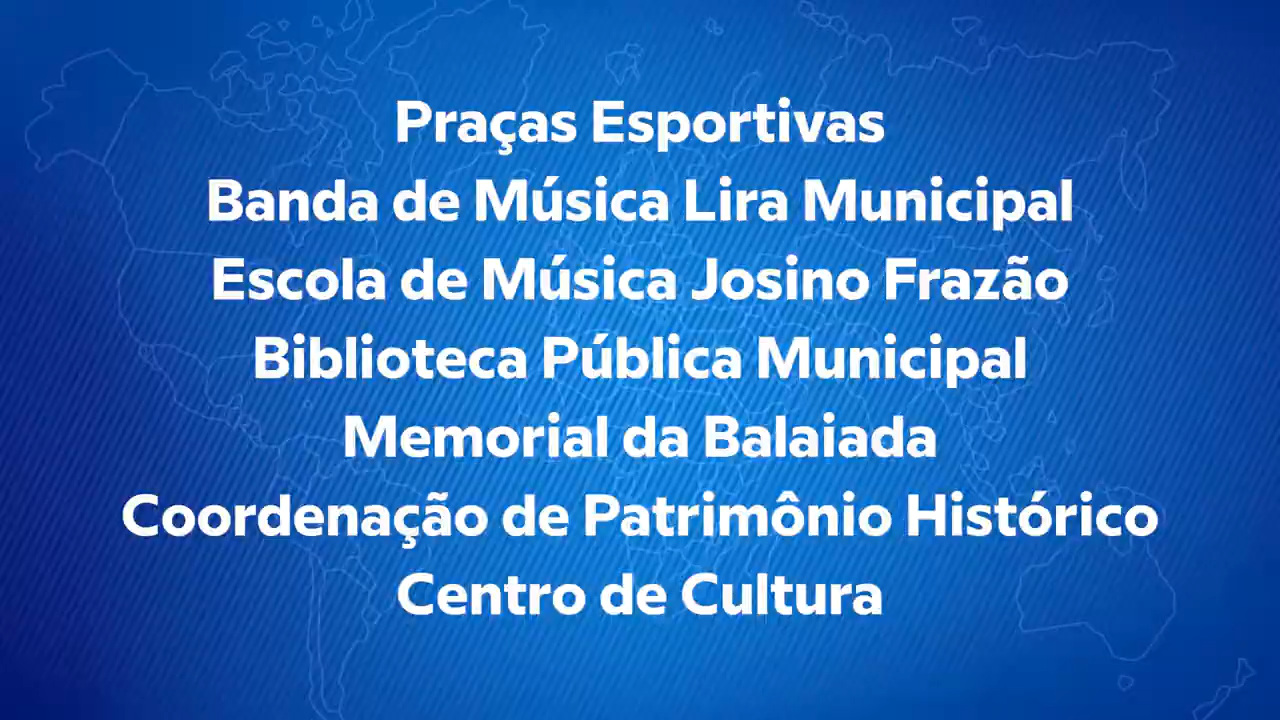 Praças Esportivas
Banda de Música Lira Municipal
Escola de Música Josino Frazão
Biblioteca Pública Municipal
Memorial da Balaiada
Coordenação de Patrimônio Histórico
Centro de Cultura